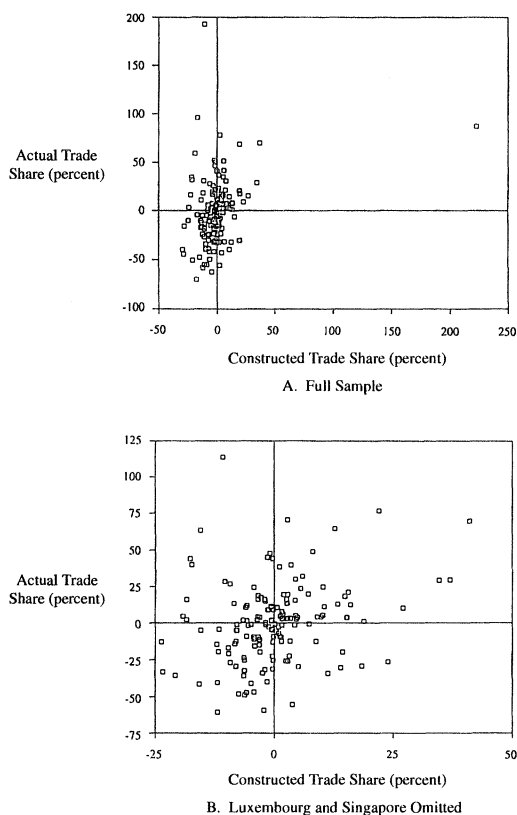 200
150
100
50
0
-50
-100
Actual Trade
Share (percent)
-50 0 50 100 150 200 250
Constructed Trade Share (percent)
A. Full Sample
125
100
75
50
25
0
-25
-50
-75
Actual Trade
Share (percent)
-25 0 25 50
Constructed Trade Share (percent)
B. Luxembourg and Singapore Omitted